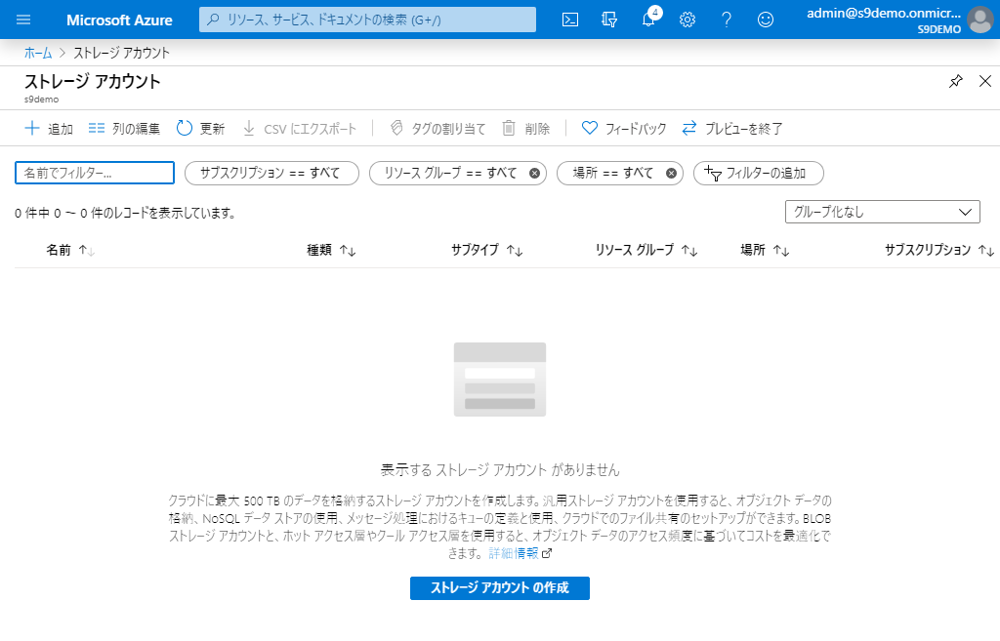 Microsoft Azure
リソース、サービス、ドキュメントの検索 (G+/)
4
admin@s9demo.onmicr...
S9DEMO
ホーム > ストレージ アカウント
ストレージ アカウント
s9demo
追加 列の編集 更新 CSV にエクスポート タグの割り当て 削除 フィードバック プレビューを終了
名前でフィルター... サブスクリプション == すべて リソース グループ == すべて 場所 == すべて フィルターの追加
0 件中 0 ～ 0 件のレコードを表示しています。 グループ化なし
名前 種類 サブタイプ リソース グループ 場所 サブスクリプション
表示する ストレージ アカウント がありません
クラウドに最大 500 TB のデータを格納するストレージ アカウントを作成します。汎用ストレージ アカウントを使用すると、オブジェクト データの
格納、NoSQL データ ストアの使用、メッセージ処理におけるキューの定義と使用、クラウドでのファイル共有のセットアップができます。BLOB
ストレージ アカウントと、ホット アクセス層やクール アクセス層を使用すると、オブジェクト データのアクセス頻度に基づいてコストを最適化で
きます。 詳細情報
ストレージ アカウント の作成